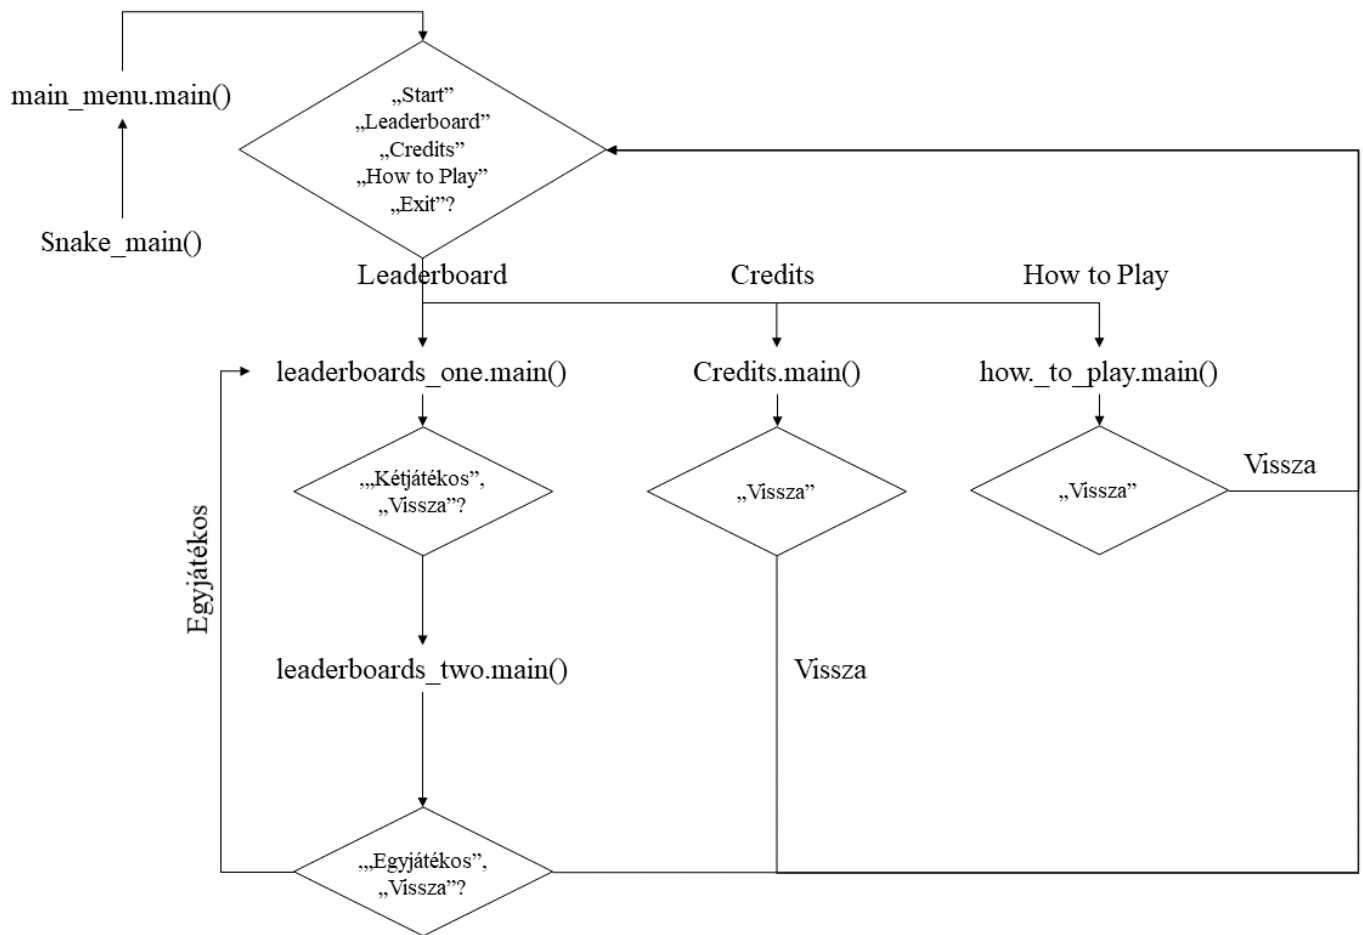 „Start”
„Leaderboard”
„Credits”
„How to Play”
„Exit”?
main_menu.main()
Snake_main()
Leaderboard
Credits
How to Play
leaderboards_one.main()
Credits.main()
how._to_play.main()
„„Kétjátékos”,
„Vissza”?
„Vissza”
„Vissza”
Vissza
Egyjátékos
leaderboards_two.main()
Vissza
„„Egyjátékos”,
„Vissza”?